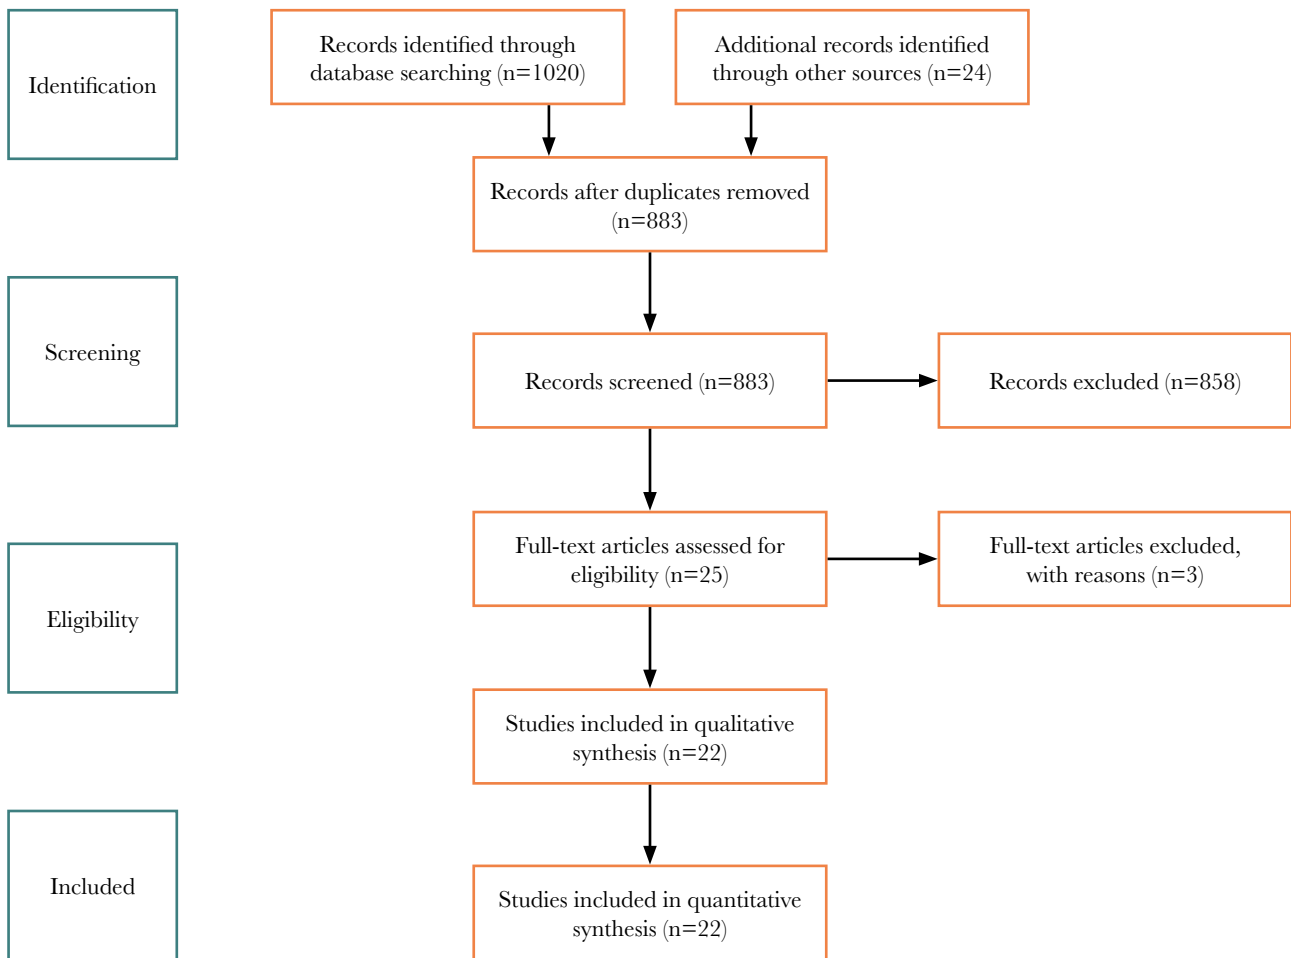 Identification
Records identified through
database searching (n=1020)
Additional records identified
through other sources (n=24)
Records after duplicates removed
(n=883)
Screening
Records screened (n=883)
Records excluded (n=858)
Eligibility
Full-text articles assessed for
eligibility (n=25)
Full-text articles excluded,
with reasons (n=3)
Studies included in qualitative
synthesis (n=22)
Included
Studies included in quantitative
synthesis (n=22)